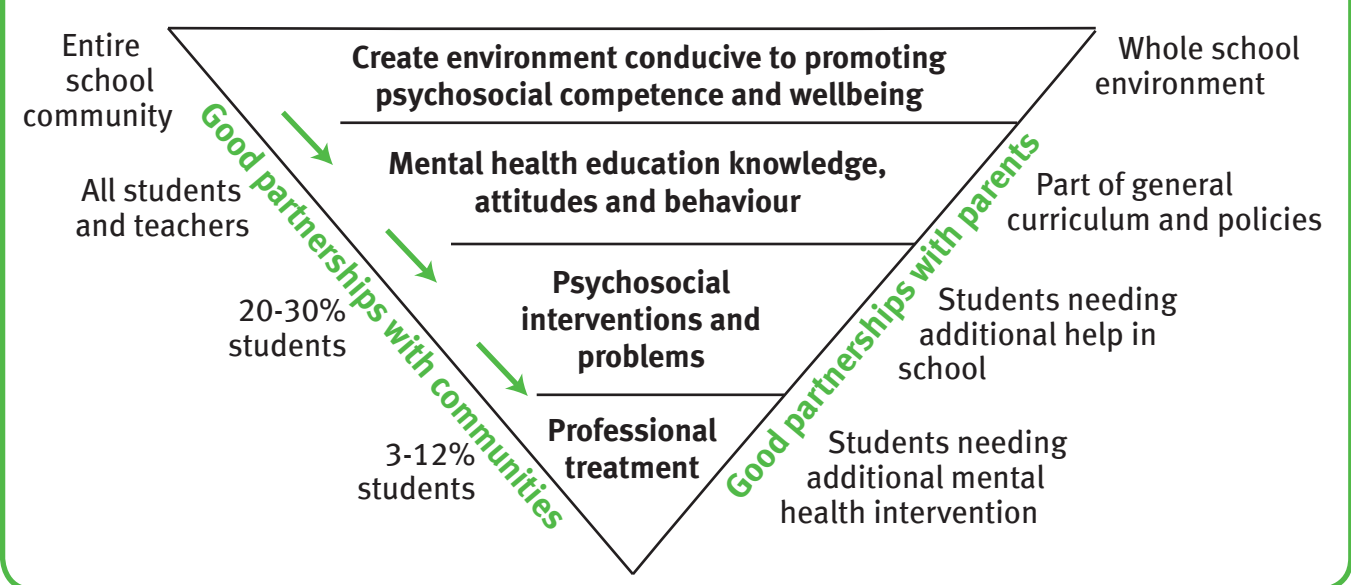 Entire
school
community
Create environment conducive to promoting
psychosocial competence and wellbeing
Whole school
environment
All students
and teachers
Mental health education knowledge,
attitudes and behaviour
Part of general
curriculum and policies
20-30%
students
Psychosocial
interventions and
problems
Students needing
additional help in
school
3-12%
students
Professional
treatment
Students needing
additional mental
health intervention
Good partnerships with communities
Good partnerships with parents